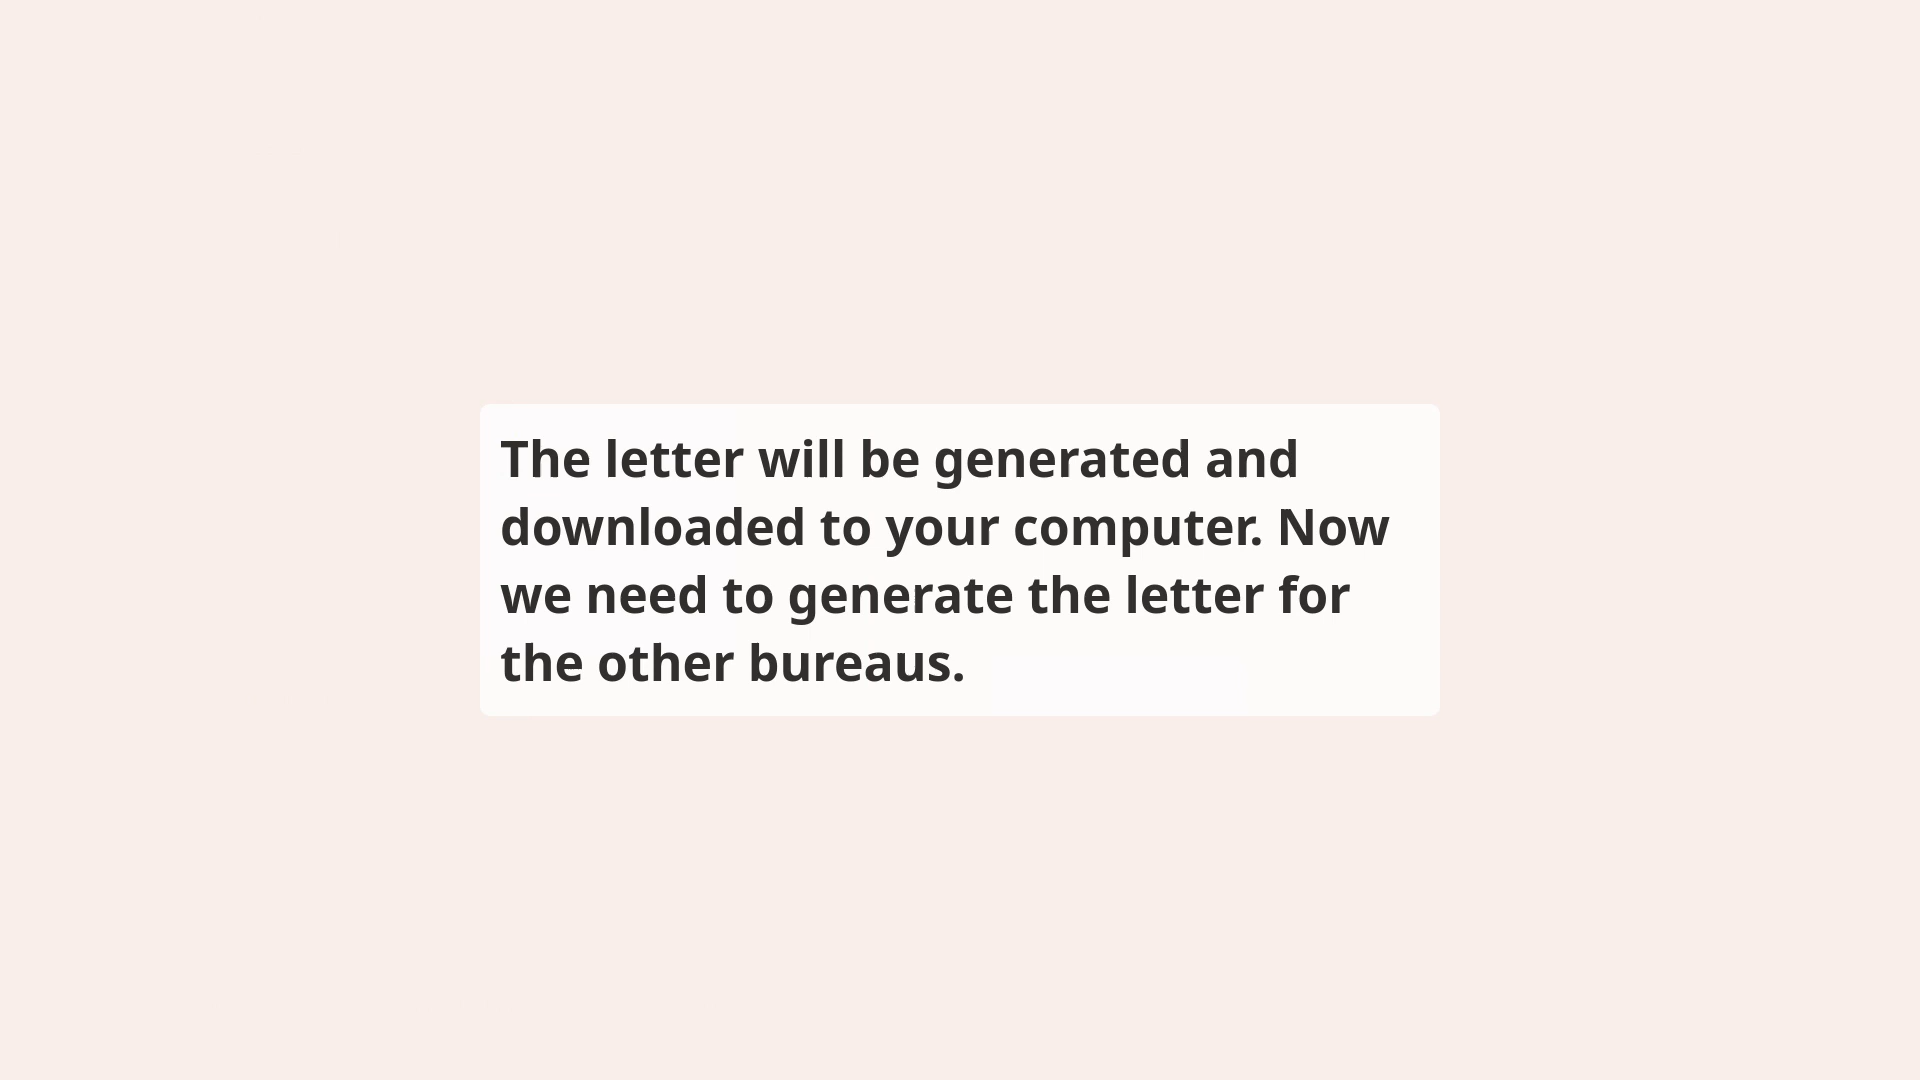 The letter will be generated and
downloaded to your computer. Now
we need to generate the letter for
the other bureaus.